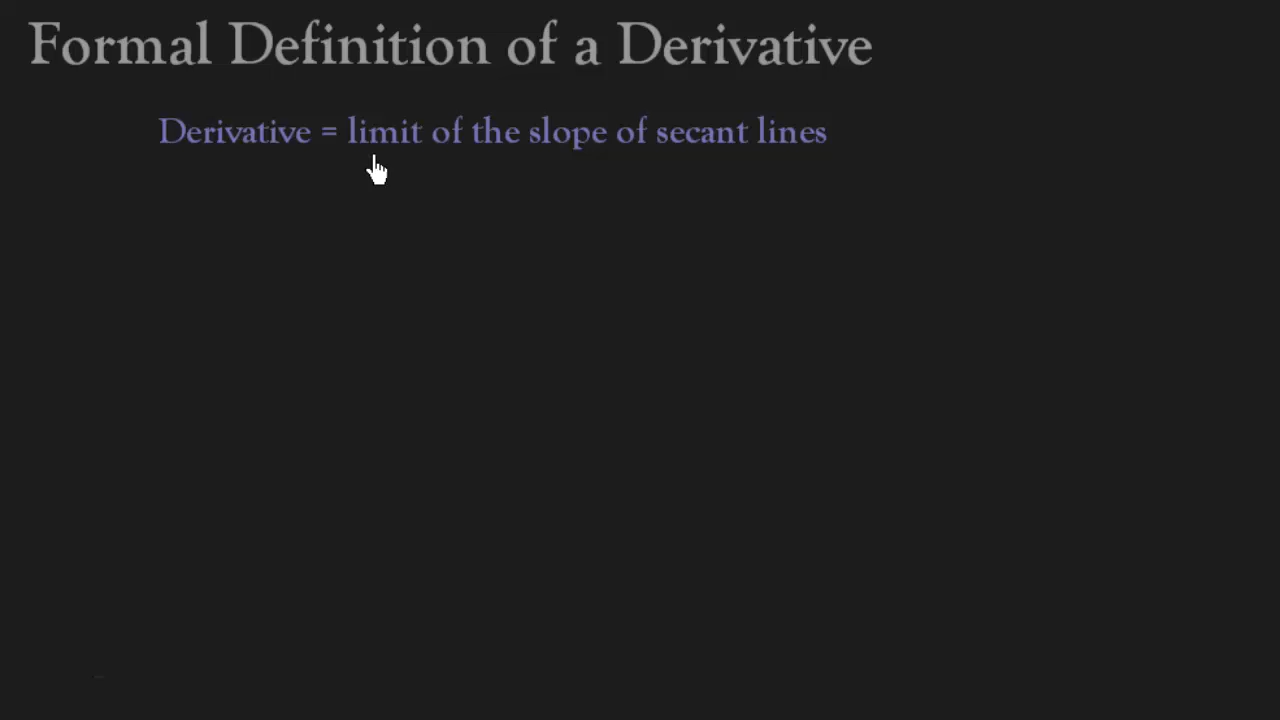 Formal Definition of a Derivative
Derivative = limit of the slope of secant lines